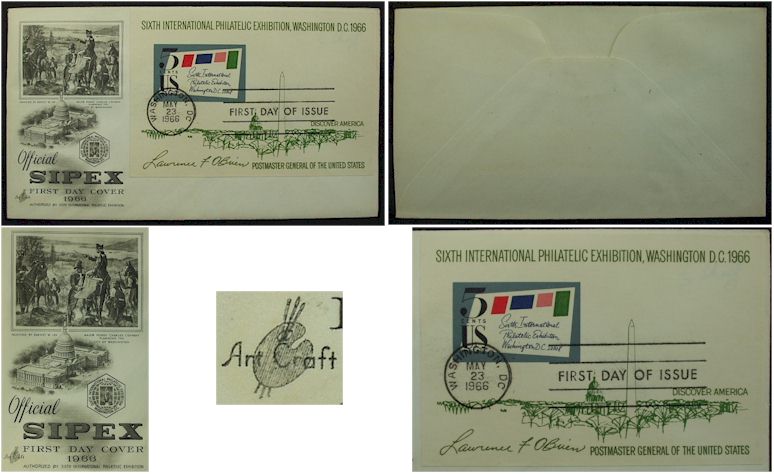 SIXTH INTERNATIONAL PHILATELIC EXHIBITION, WASHINGTON D.C. 1966
5
CENTS
US
Sixth International
Philatelic Exhibition
Washington D.C. 1966
WASHINGTON, DC
MAY
23
1966
FIRST DAY OF ISSUE
DISCOVER AMERICA
Lawrence F. O'Brien POSTMASTER GENERAL OF THE UNITED STATES
Official
SIPEX
FIRST DAY COVER
1966
AUTHORIZED BY SIXTH INTERNATIONAL PHILATELIC EXHIBITION
Official
SIPEX
FIRST DAY COVER
1966
AUTHORIZED BY SIXTH INTERNATIONAL PHILATELIC EXHIBITION
Art Craft
SIXTH INTERNATIONAL PHILATELIC EXHIBITION, WASHINGTON D.C. 1966
5
CENTS
US
Sixth International
Philatelic Exhibition
Washington D.C. 1966
WASHINGTON, DC
MAY
23
1966
FIRST DAY OF ISSUE
DISCOVER AMERICA
Lawrence F. O'Brien POSTMASTER GENERAL OF THE UNITED STATES